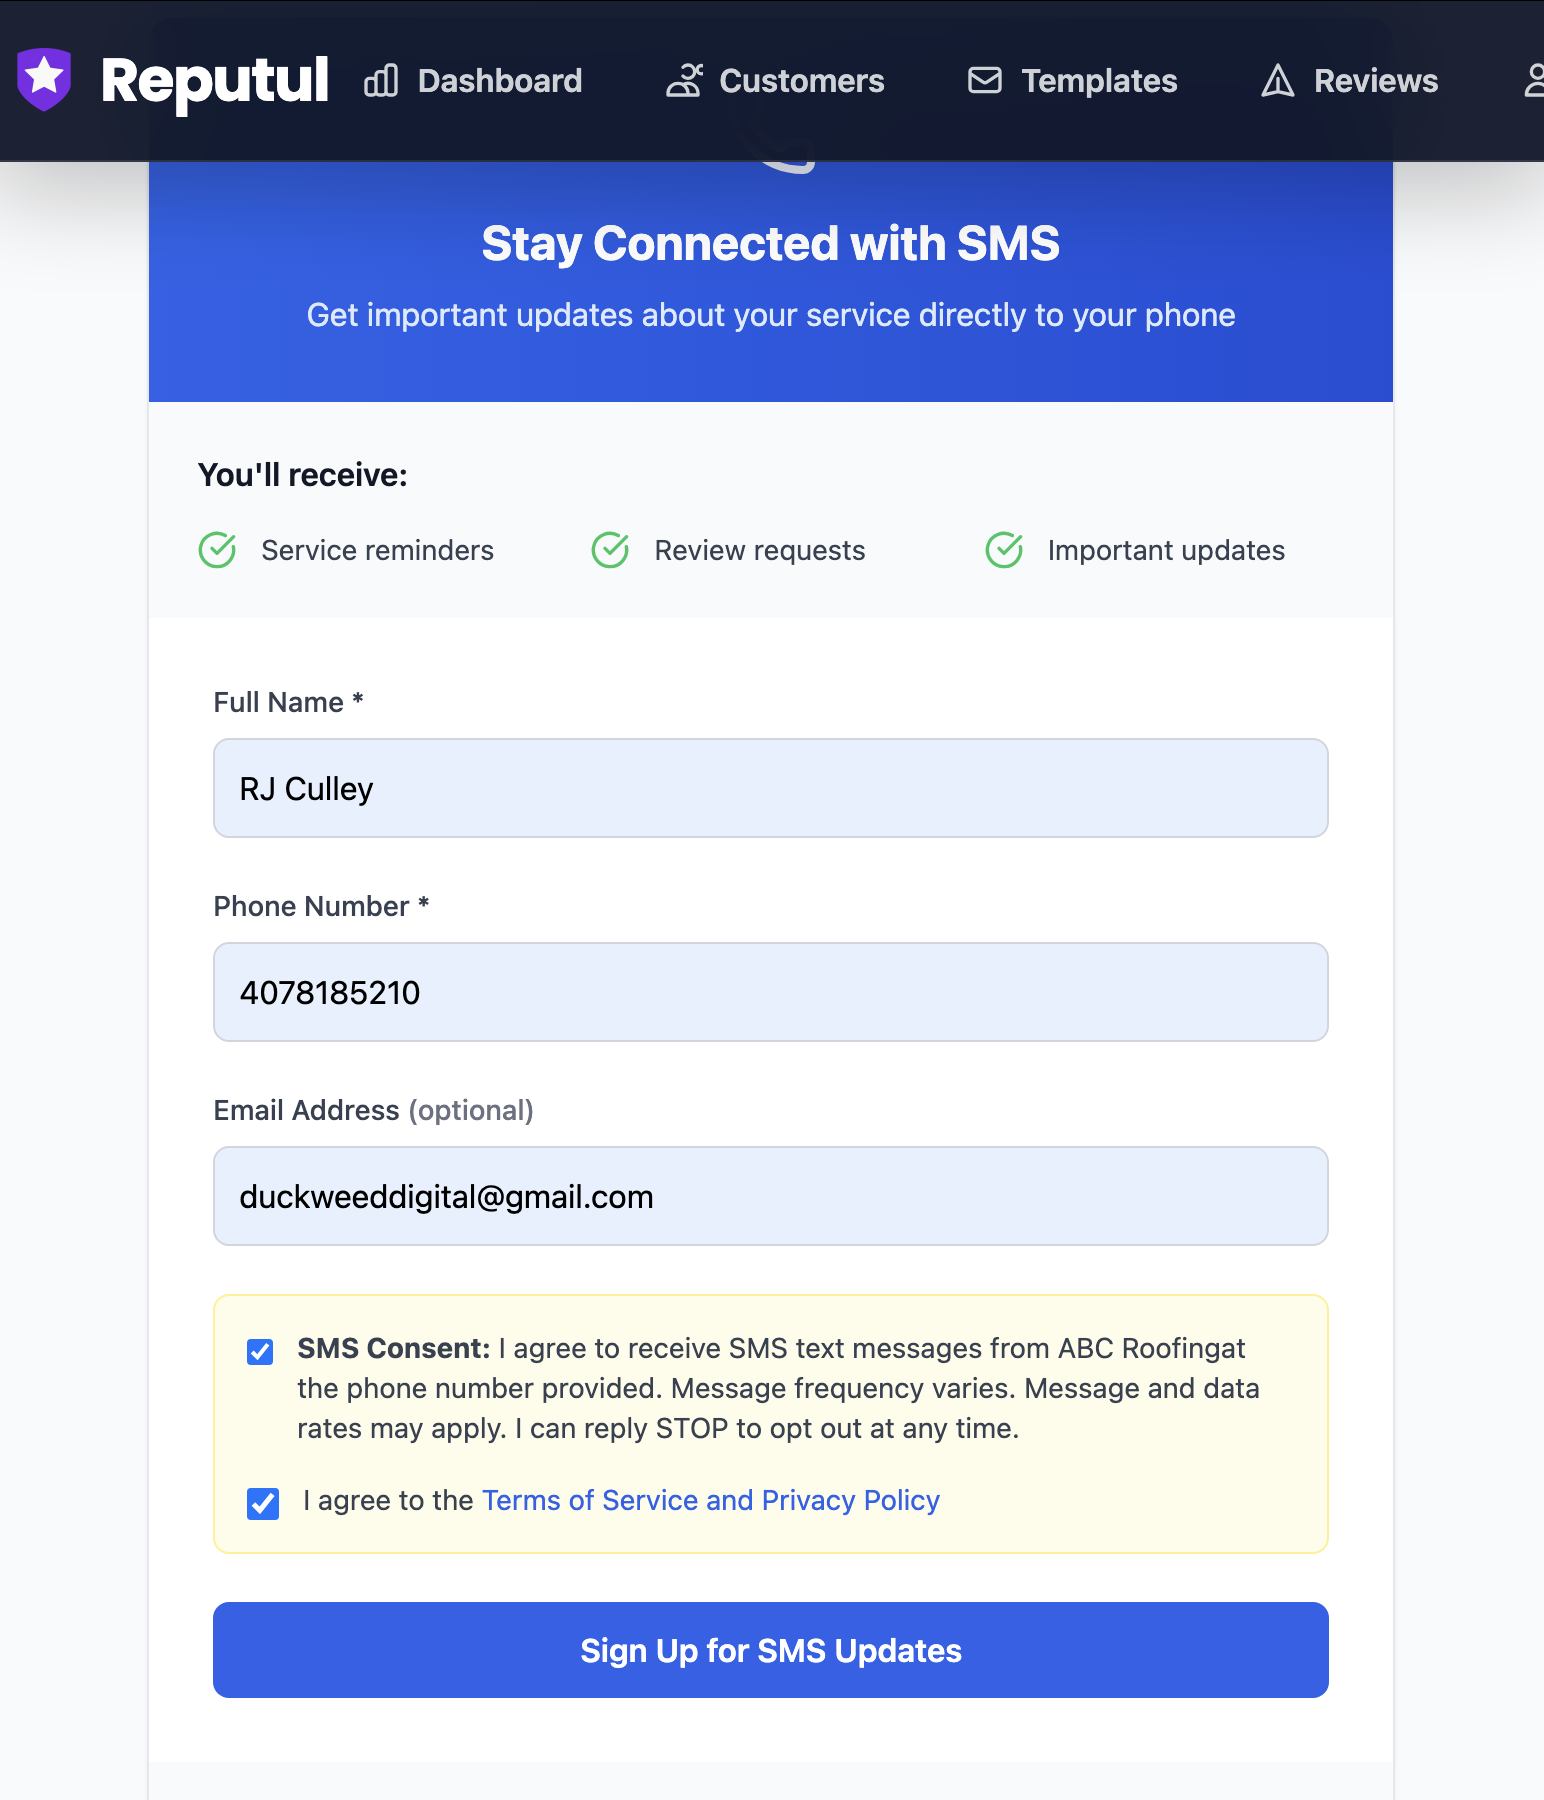 Reputul Dashboard Customers Templates Reviews
Stay Connected with SMS
Get important updates about your service directly to your phone
You'll receive:
Service reminders Review requests Important updates
Full Name *
RJ Culley
Phone Number *
4078185210
Email Address (optional)
duckweeddigital@gmail.com
SMS Consent: I agree to receive SMS text messages from ABC Roofingat
the phone number provided. Message frequency varies. Message and data
rates may apply. I can reply STOP to opt out at any time.
I agree to the Terms of Service and Privacy Policy
Sign Up for SMS Updates